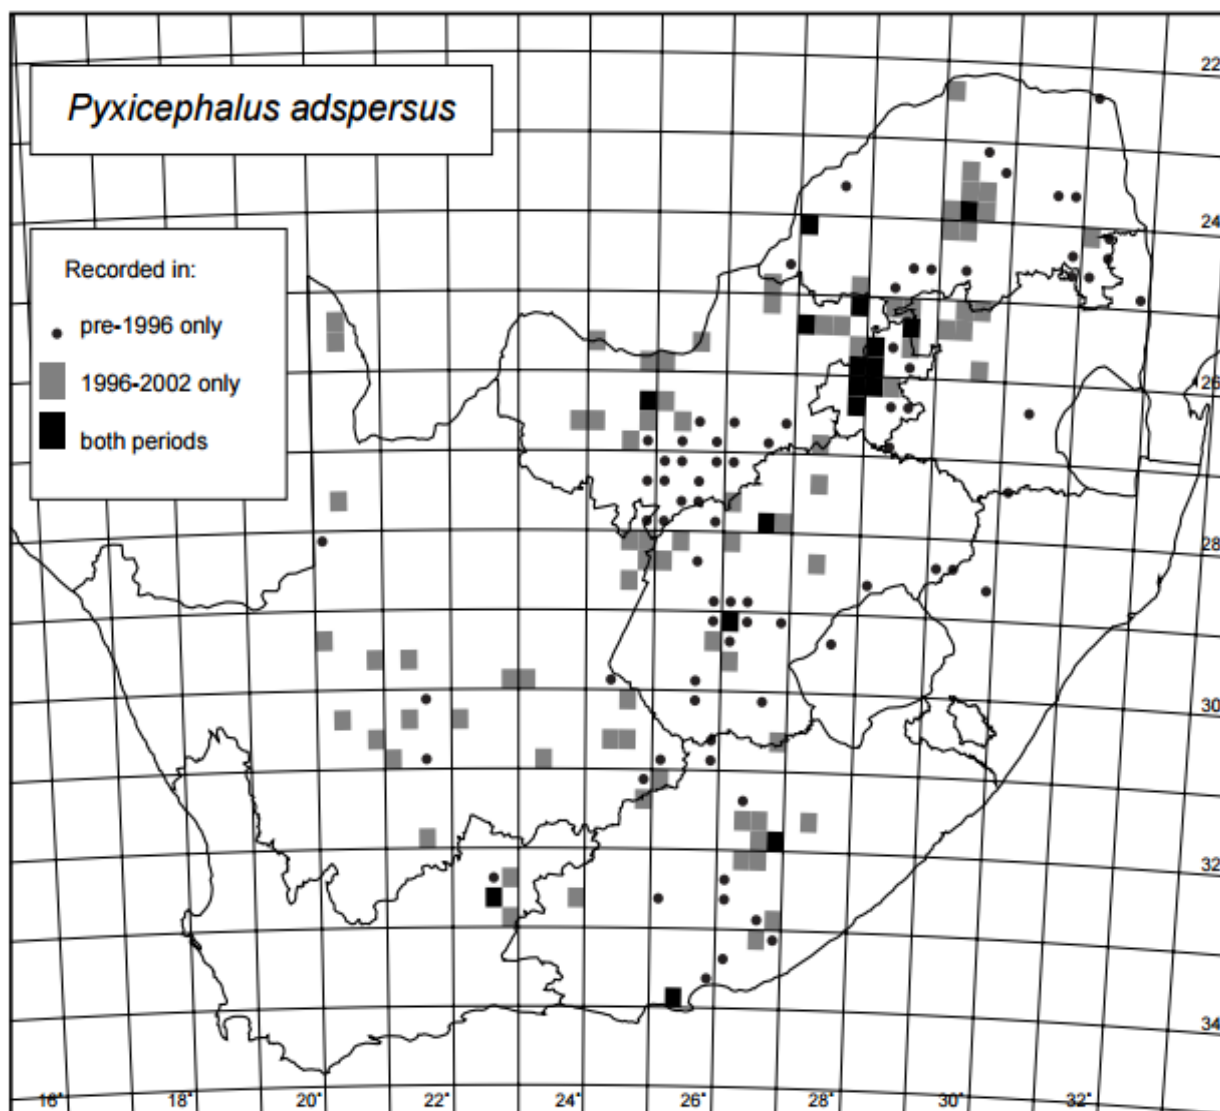 Pyxicephalus adspersus
Recorded in:
pre-1996 only
1996-2002 only
both periods
22
24
26
28
30
32
34
16° 18° 20° 22° 24° 26° 28° 30° 32°